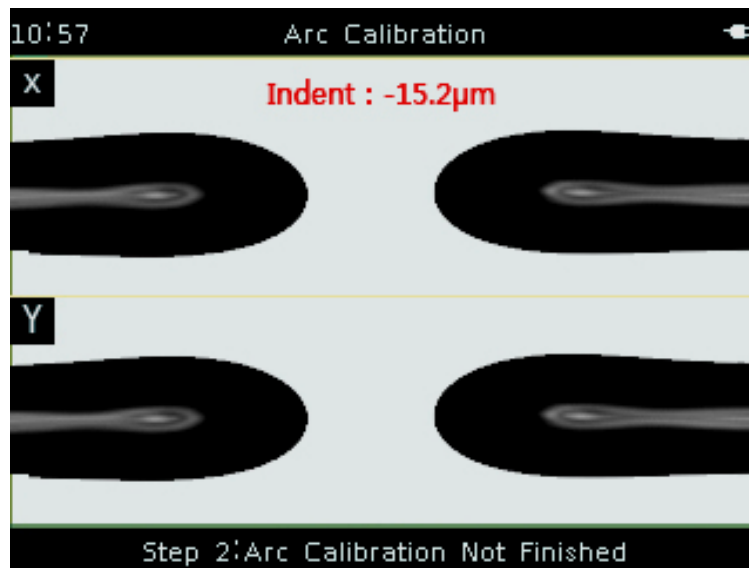 10:57 Arc Calibration
X
Indent : -15.2μm
Y
Step 2:Arc Calibration Not Finished